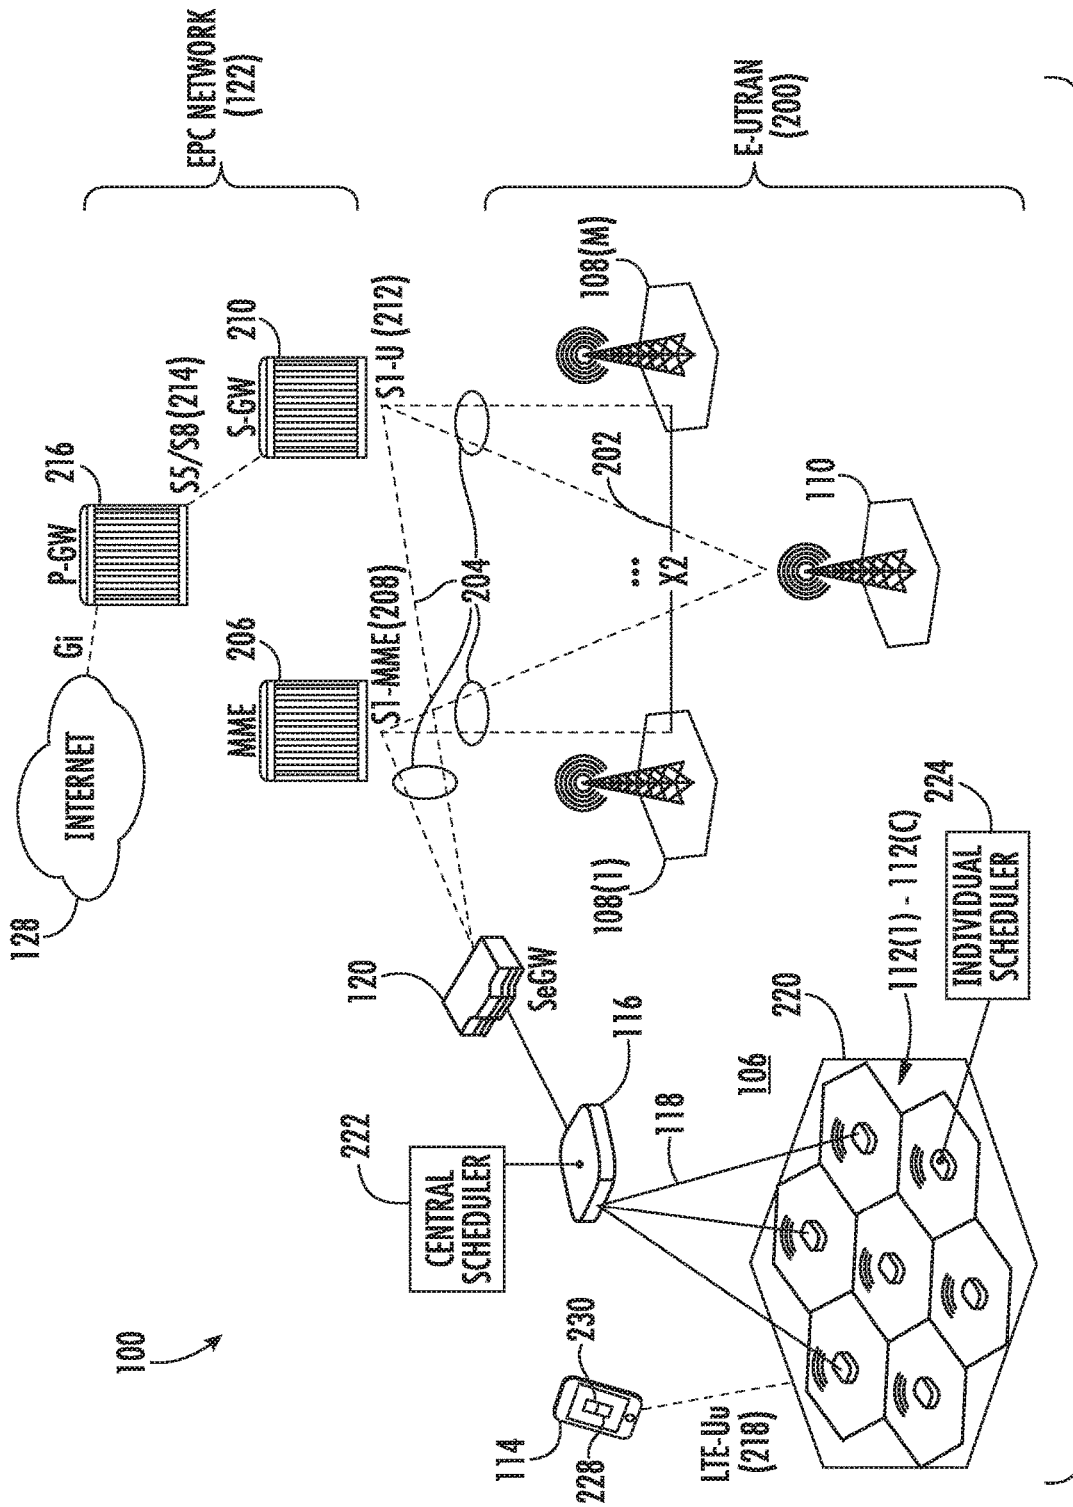 100
128
INTERNET
Gi
P-GW
216
S5/S8(214)
EPC NETWORK
(122)
MME
206
S-GW
210
S1-MME(208)
S1-U (212)
204
120
SeGW
222
CENTRAL
SCHEDULER
116
108(1)
108(M)
202
...
X2
E-UTRAN
(200)
114
228
230
118
106
220
110
LTE-Uu
(218)
112(1) - 112(C)
224
INDIVIDUAL
SCHEDULER